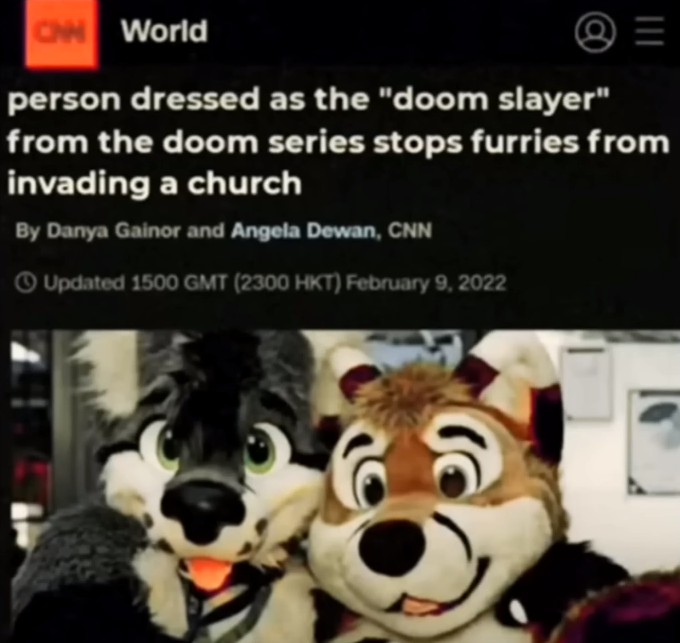 CNN World
person dressed as the "doom slayer"
from the doom series stops furries from
invading a church
By Danya Gainor and Angela Dewan, CNN
Updated 1500 GMT (2300 HKT) February 9, 2022